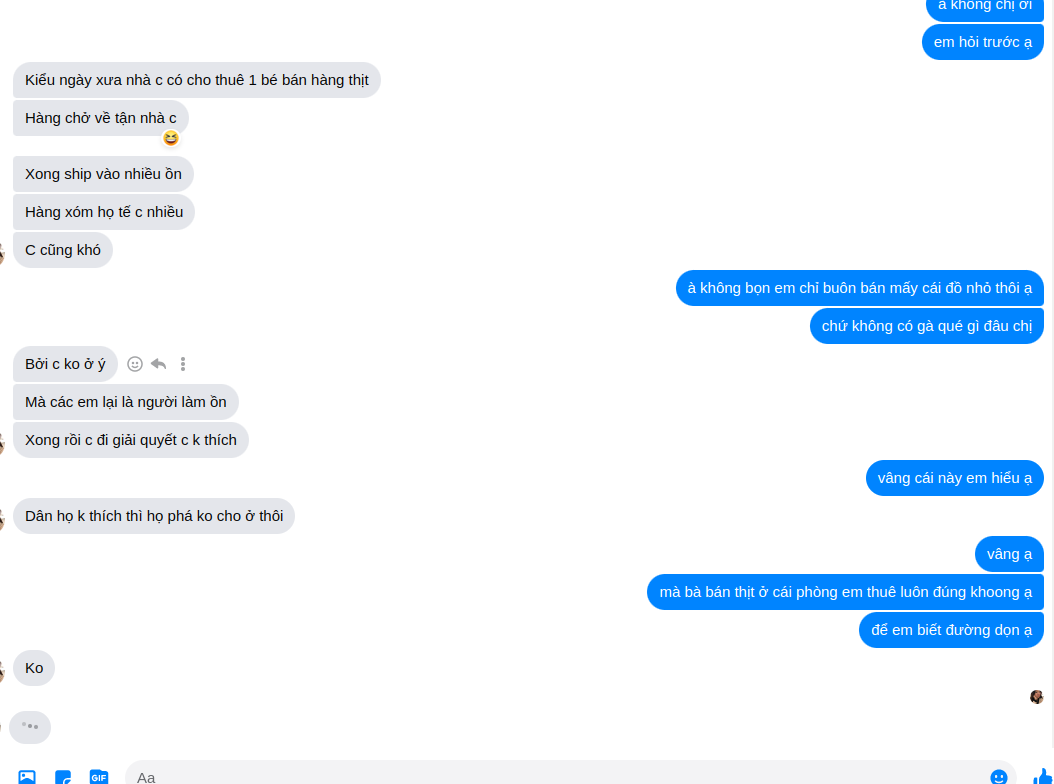 à không chị ơi
em hỏi trước ạ
Kiểu ngày xưa nhà c có cho thuê 1 bé bán hàng thịt
Hàng chở về tận nhà c
Xong ship vào nhiều ồn
Hàng xóm họ tế c nhiều
C cũng khó
à không bọn em chỉ buôn bán mấy cái đồ nhỏ thôi ạ
chứ không có gà qué gì đâu chị
Bởi c ko ở ý
Mà các em lại là người làm ồn
Xong rồi c đi giải quyết c k thích
vâng cái này em hiểu ạ
Dân họ k thích thì họ phá ko cho ở thôi
vâng ạ
mà bà bán thịt ở cái phòng em thuê luôn đúng khoong ạ
để em biết đường dọn ạ
Ko
GIF
Aa